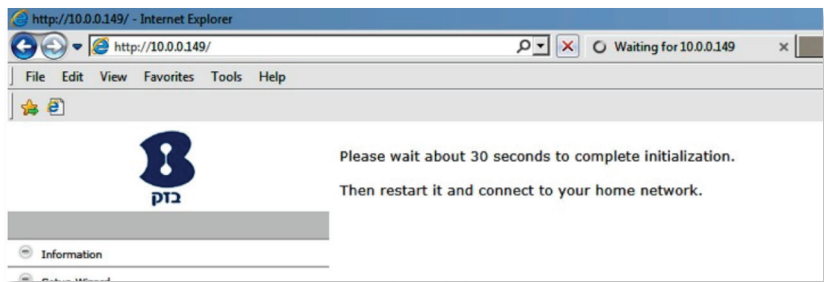 http://10.0.0.149/ - Internet Explorer
http://10.0.0.149/
Waiting for 10.0.0.149
File Edit View Favorites Tools Help
בזק
Please wait about 30 seconds to complete initialization.
Then restart it and connect to your home network.
Information
Setup Wizard